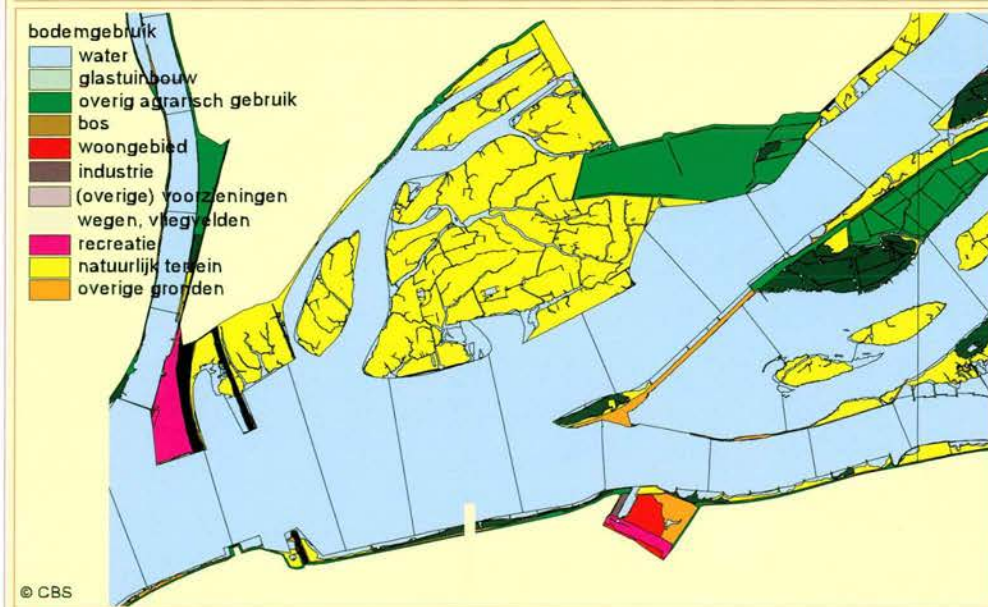 bodemgebruik
water
glastuinbouw
overig agrarisch gebruik
bos
woongebied
industrie
(overige) voorzieningen
wegen, vliegvelden
recreatie
natuurlijk terrein
overige gronden
© CBS